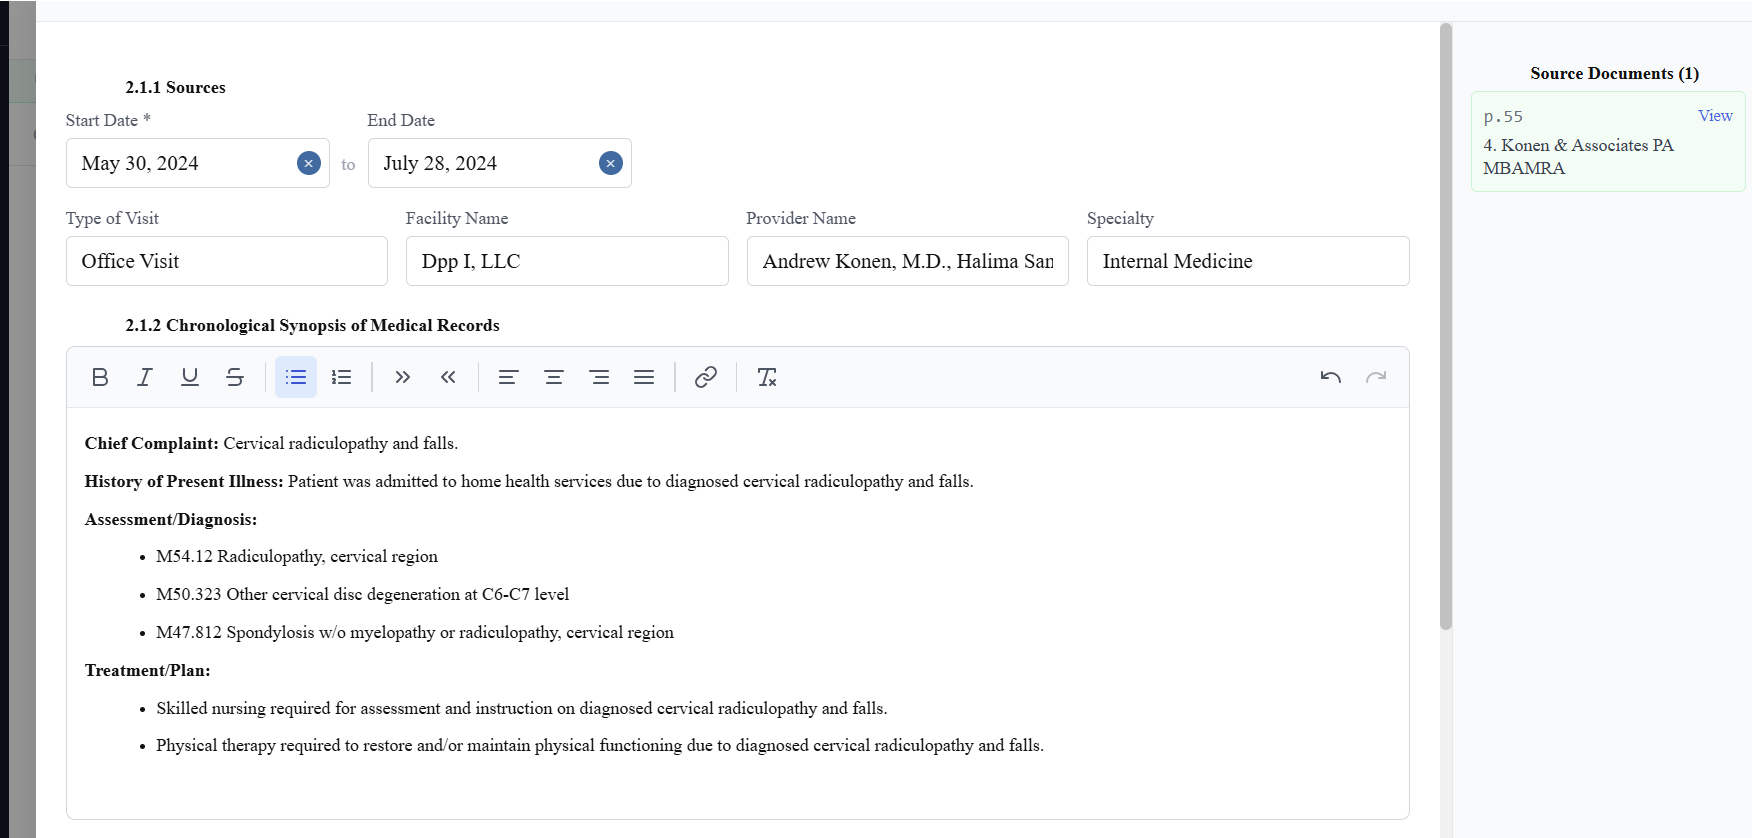 2.1.1 Sources
Start Date *
End Date
May 30, 2024
to
July 28, 2024
Type of Visit
Facility Name
Provider Name
Specialty
Office Visit
Dpp I, LLC
Andrew Konen, M.D., Halima San
Internal Medicine
2.1.2 Chronological Synopsis of Medical Records
Chief Complaint: Cervical radiculopathy and falls.
History of Present Illness: Patient was admitted to home health services due to diagnosed cervical radiculopathy and falls.
Assessment/Diagnosis:
• M54.12 Radiculopathy, cervical region
• M50.323 Other cervical disc degeneration at C6-C7 level
• M47.812 Spondylosis w/o myelopathy or radiculopathy, cervical region
Treatment/Plan:
• Skilled nursing required for assessment and instruction on diagnosed cervical radiculopathy and falls.
• Physical therapy required to restore and/or maintain physical functioning due to diagnosed cervical radiculopathy and falls.
Source Documents (1)
p.55
View
4. Konen & Associates PA
MBAMRA